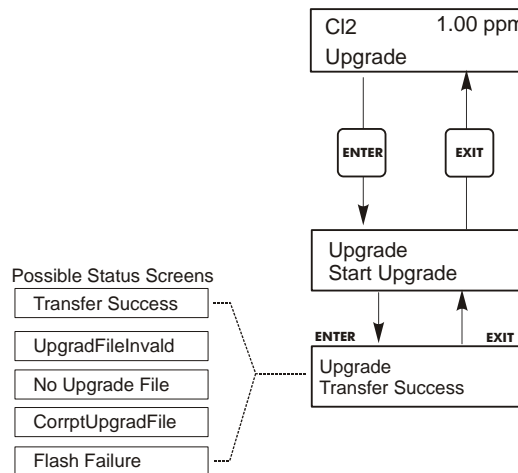 Cl2 1.00 ppm
Upgrade
ENTER EXIT
Upgrade
Start Upgrade
Possible Status Screens
Transfer Success
UpgradFileInvald
No Upgrade File
CorrptUpgradFile
Flash Failure
ENTER EXIT
Upgrade
Transfer Success